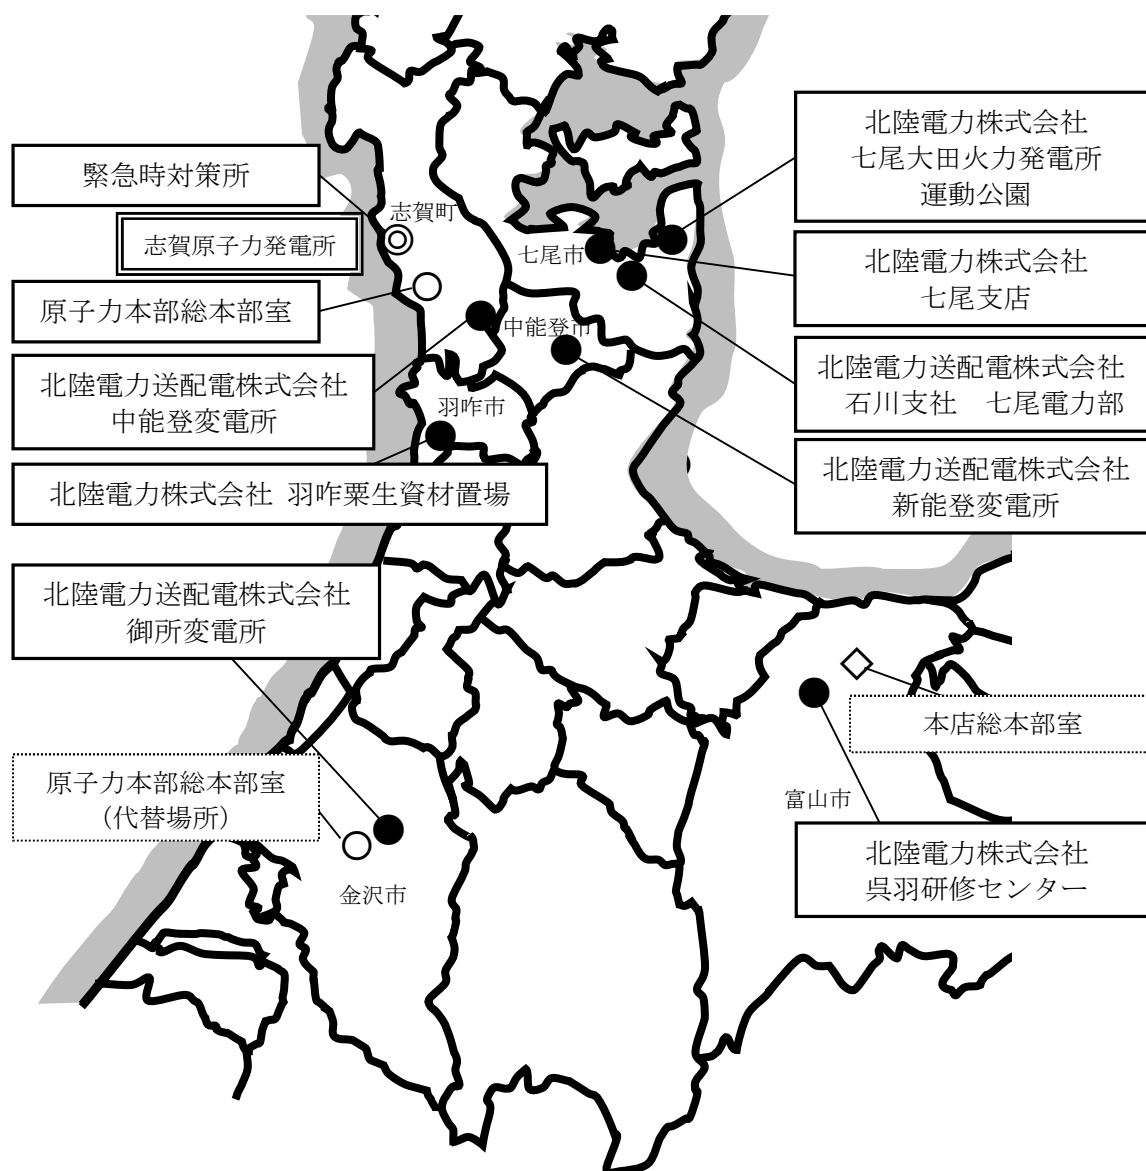 緊急時対策所
志賀原子力発電所
原子力本部総本部室
北陸電力送配電株式会社
中能登変電所
北陸電力株式会社 羽咋粟生資材置場
北陸電力送配電株式会社
御所変電所
原子力本部総本部室
(代替場所)
志賀町
七尾市
中能登市
羽咋市
金沢市
富山市
北陸電力株式会社
七尾大田火力発電所
運動公園
北陸電力株式会社
七尾支店
北陸電力送配電株式会社
石川支社 七尾電力部
北陸電力送配電株式会社
新能登変電所
本店総本部室
北陸電力株式会社
呉羽研修センター